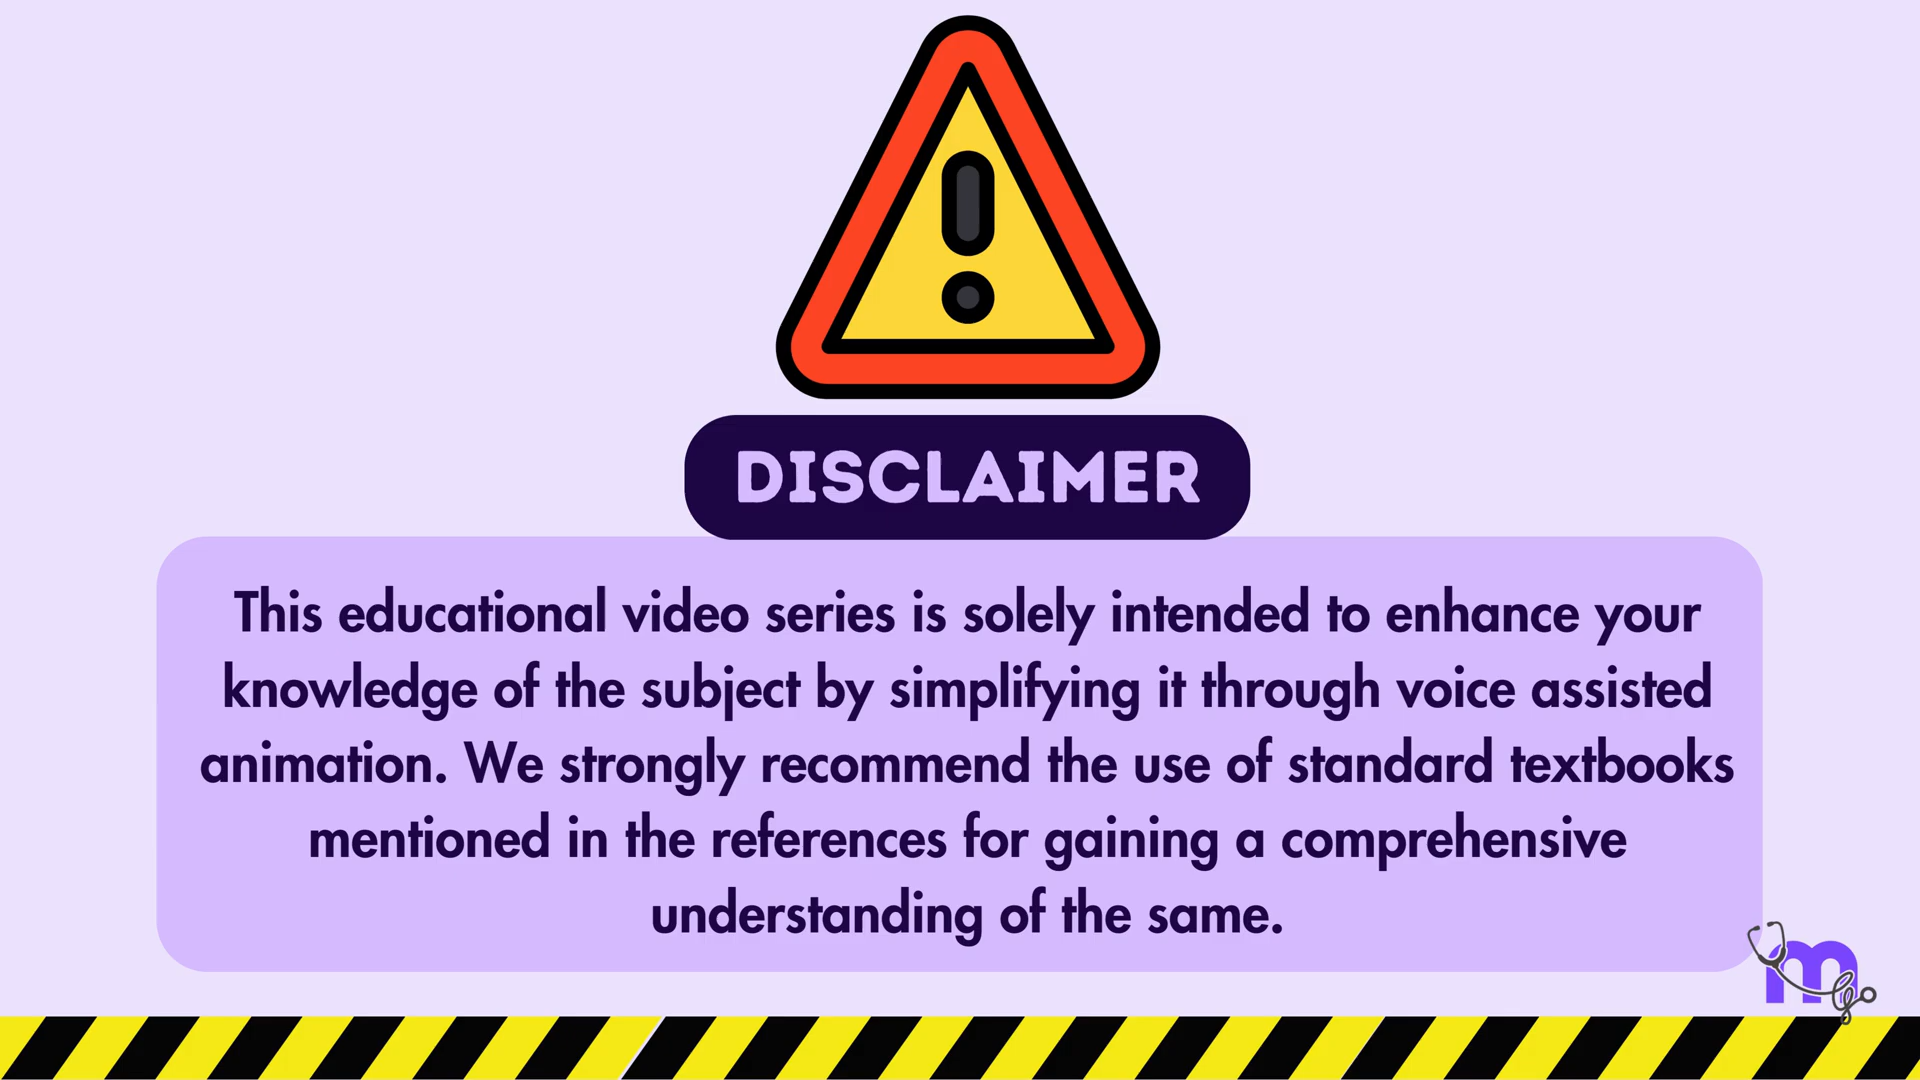 DISCLAIMER
This educational video series is solely intended to enhance your
knowledge of the subject by simplifying it through voice assisted
animation. We strongly recommend the use of standard textbooks
mentioned in the references for gaining a comprehensive
understanding of the same.
m go